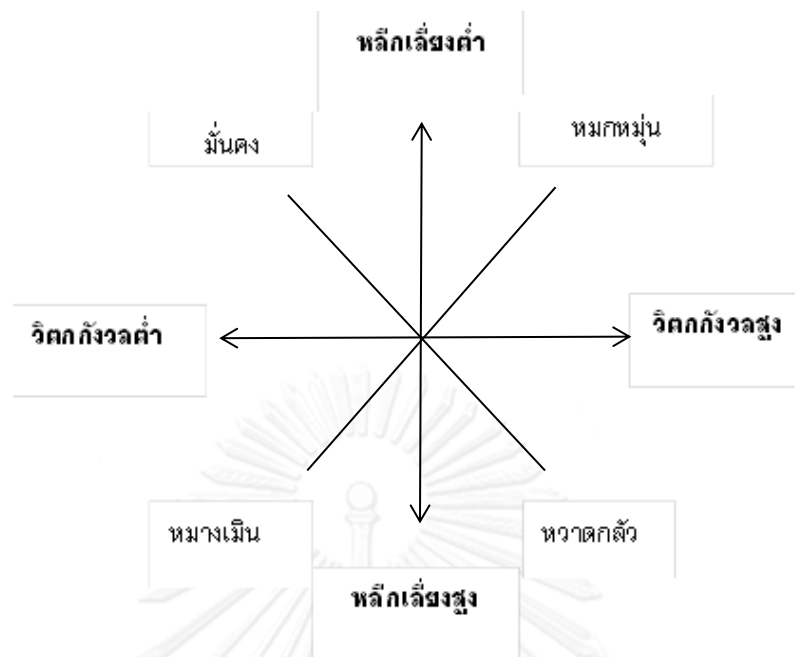 หลีกเลี่ยงต่ำ
มั่นคง
หมกหมุ่น
วิตกกังวลต่ำ
วิตกกังวลสูง
หมางเมิน
หวาดกลัว
หลีกเลี่ยงสูง